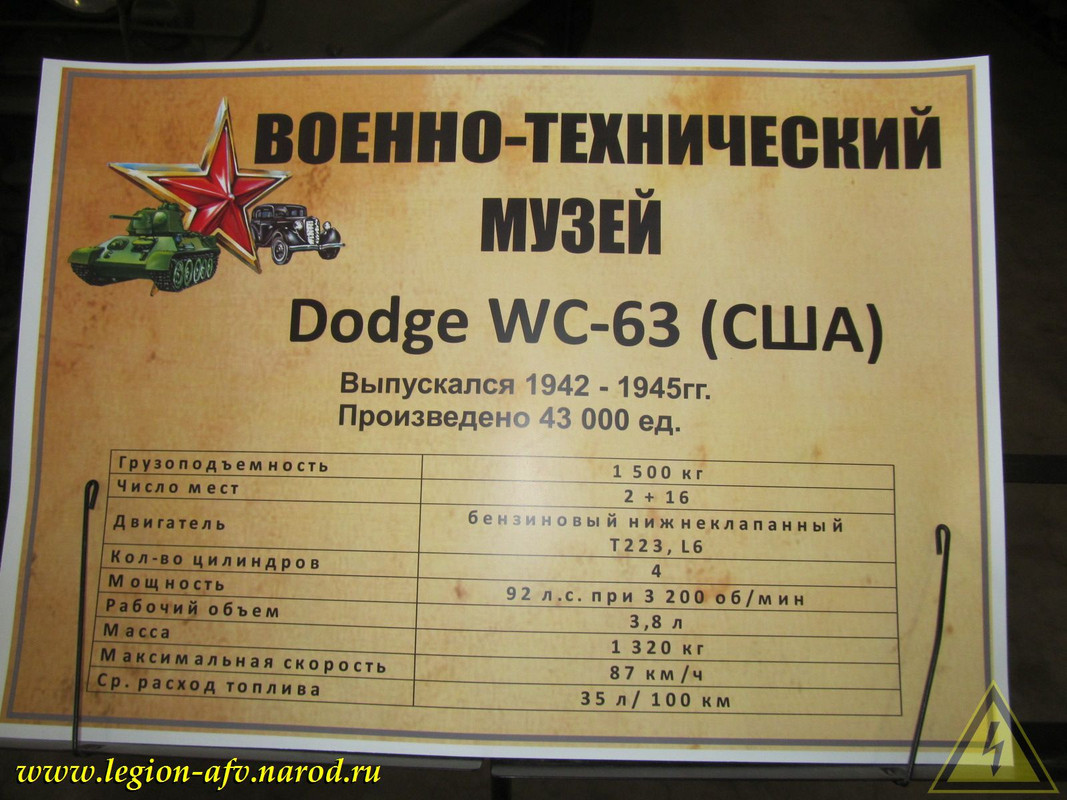 ВОЕННО-ТЕХНИЧЕСКИЙ
МУЗЕЙ
Dodge WC-63 (США)
Выпускался 1942 - 1945гг.
Произведено 43 000 ед.
Грузоподъемность 1 500 кг
Число мест 2 + 16
Двигатель бензиновый нижнеклапанный
Т223, L6
Кол-во цилиндров 4
Мощность 92 л.с. при 3 200 об/мин
Рабочий объем 3,8 л
Масса 1 320 кг
Максимальная скорость 87 км/ч
Ср. расход топлива 35 л/ 100 км
www.legion-afv.narod.ru